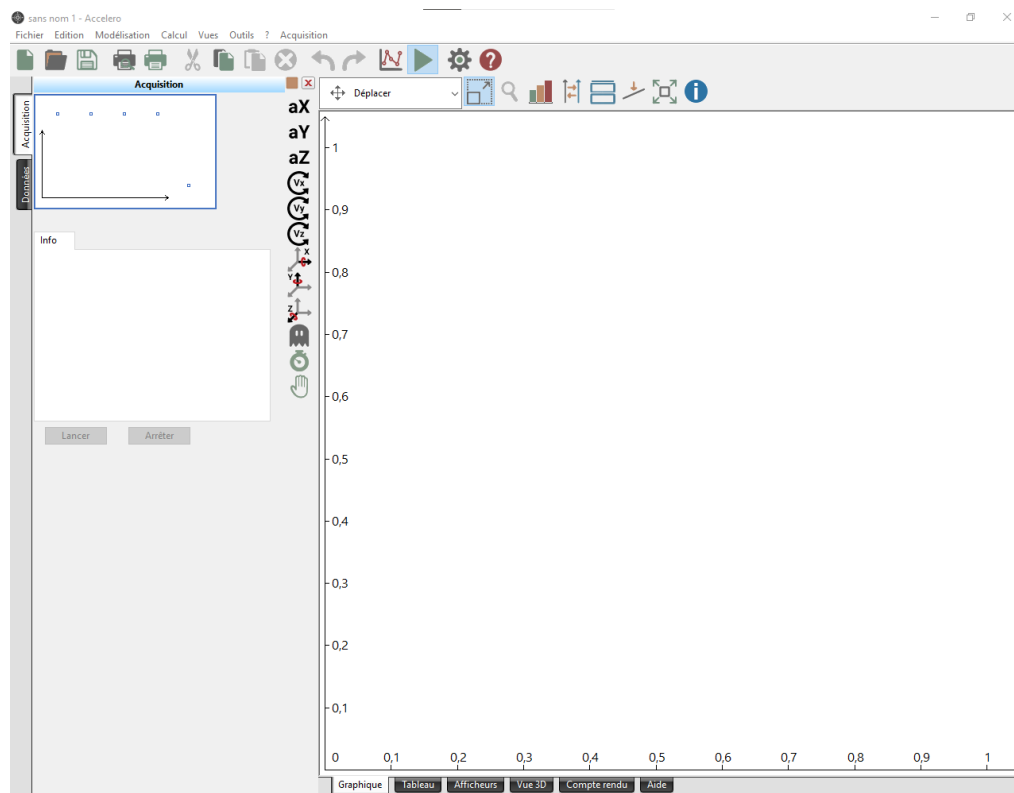 sans nom 1 - Accelero
Fichier Edition Modélisation Calcul Vues Outils ? Acquisition
Acquisition
Déplacer
Acquisition
Données
aX
aY
aZ
Vx
Vy
Vz
X
Y
Z
Info
Lancer Arrêter
1
0,9
0,8
0,7
0,6
0,5
0,4
0,3
0,2
0,1
0 0,1 0,2 0,3 0,4 0,5 0,6 0,7 0,8 0,9 1
Graphique Tableau Afficheurs Vue 3D Compte rendu Aide